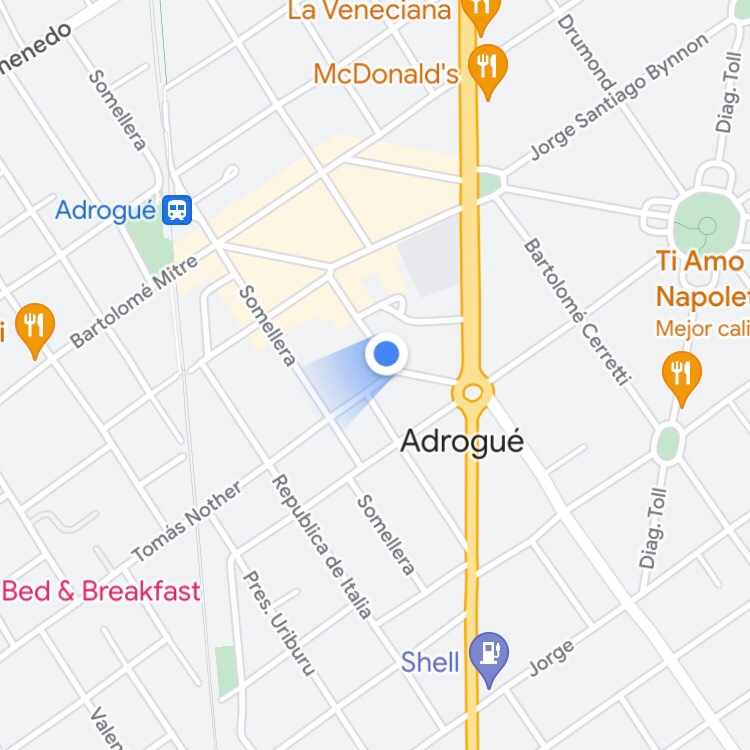 La Veneciana
menedo
Drumond
McDonald's
Somellera
Jorge Santiago Bynnon
Diag. Toll
Adrogué
Bartolomé Mitre
Ti Amo
Napolet
Mejor cali
i
Somellera
Bartolomé Cerretti
Adrogué
Tomás Nother
Republica de Italia
Somellera
Diag. Toll
Bed & Breakfast
Pres. Uriburu
Shell
Jorge
Valen